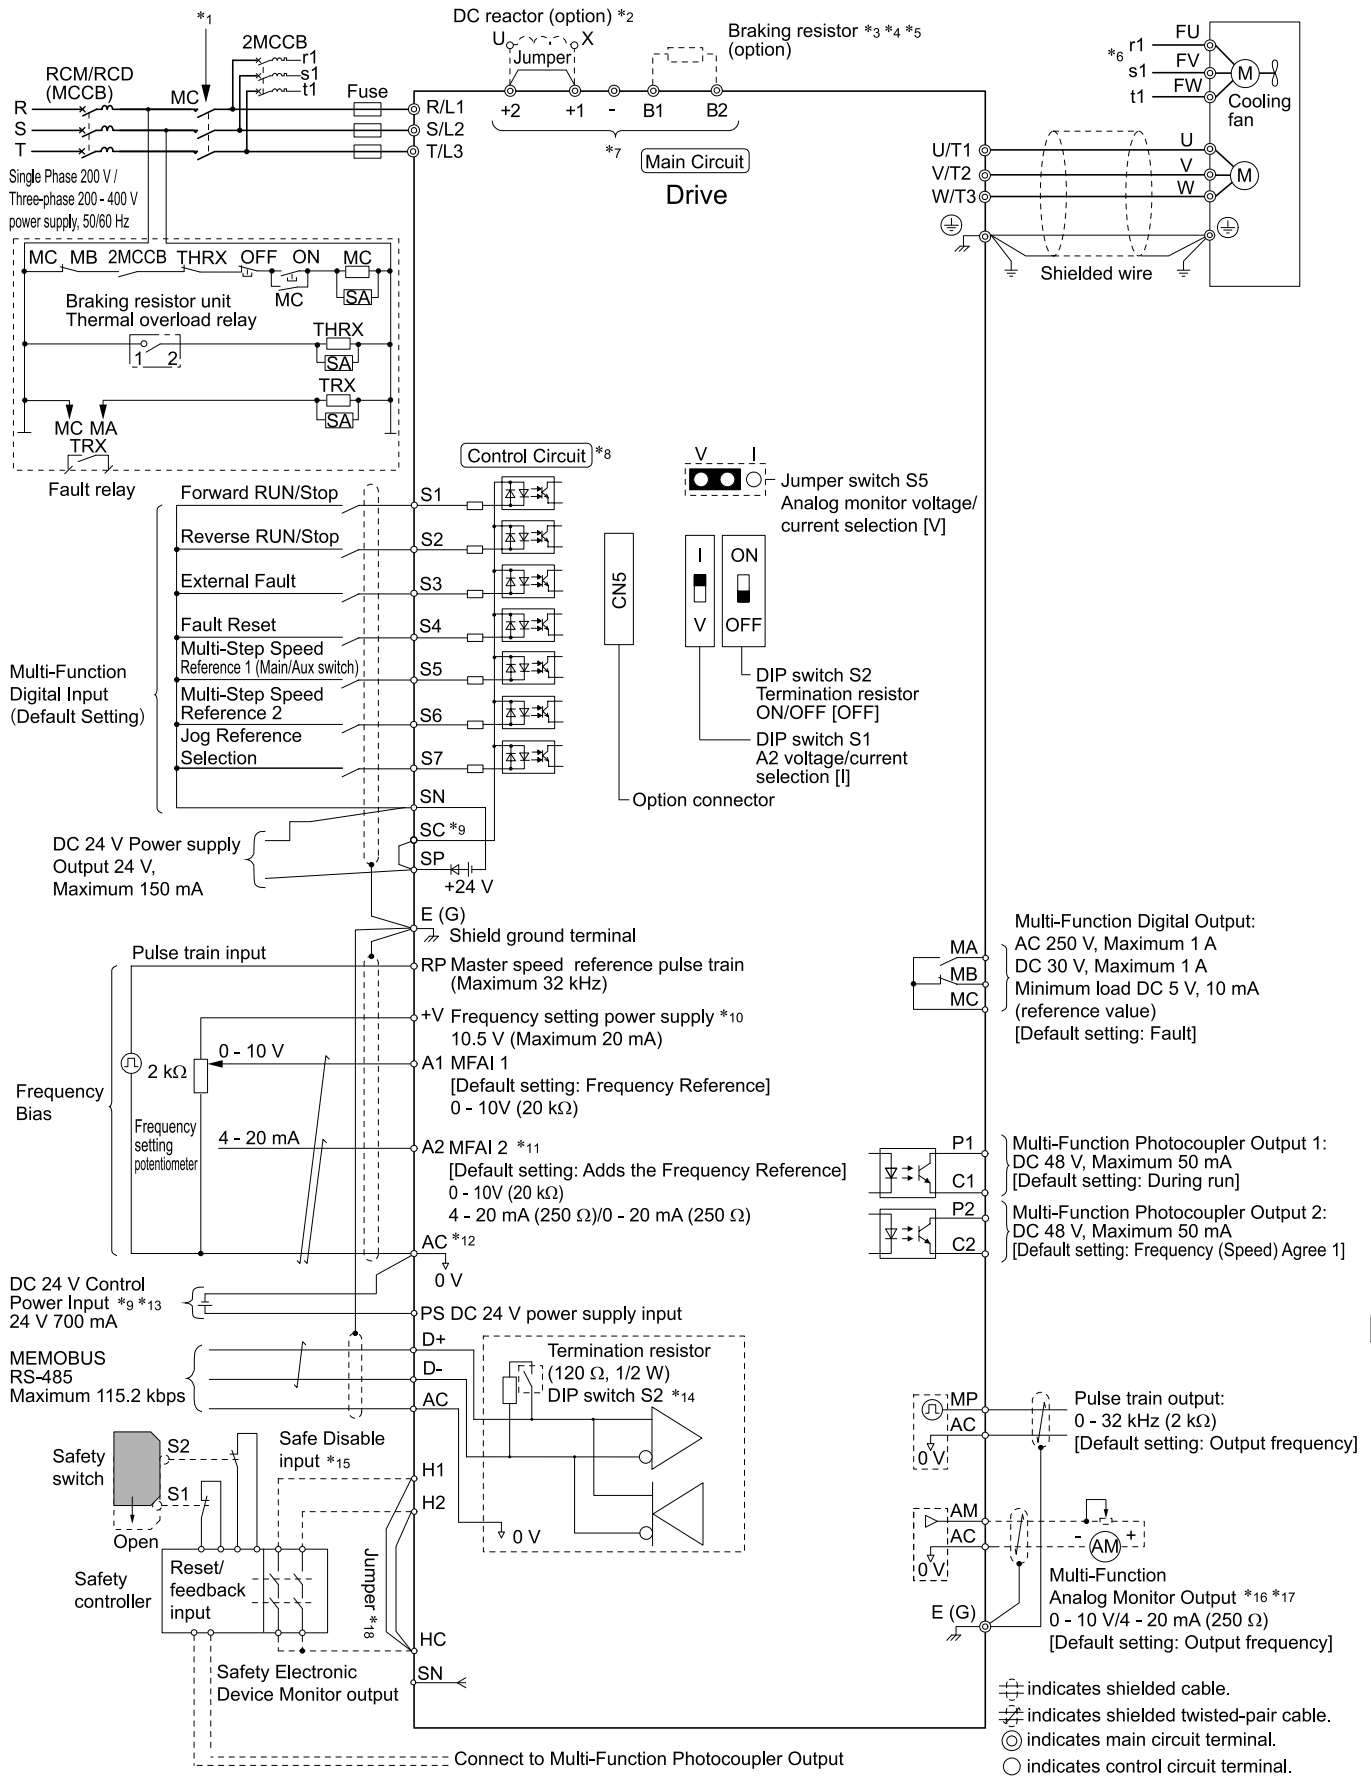 *1
2MCCB
r1
s1
t1
RCM/RCD
(MCCB)
MC
Fuse
R
S
T
R/L1
S/L2
T/L3
Single Phase 200 V /
Three-phase 200 - 400 V
power supply, 50/60 Hz
DC reactor (option) *2
U
X
Jumper
Braking resistor *3 *4 *5
(option)
+2
+1
-
B1
B2
*7
Main Circuit
Drive
*6
r1
s1
t1
FU
FV
FW
M
Cooling
fan
U/T1
V/T2
W/T3
U
V
W
M
Shielded wire
MC
MB
2MCCB
THRX
OFF
ON
MC
MC
SA
Braking resistor unit
Thermal overload relay
1
2
THRX
SA
TRX
SA
MC MA
TRX
Fault relay
Control Circuit *8
V
I
Jumper switch S5
Analog monitor voltage/
current selection [V]
Multi-Function
Digital Input
(Default Setting)
Forward RUN/Stop
S1
Reverse RUN/Stop
S2
External Fault
S3
Fault Reset
S4
Multi-Step Speed
Reference 1 (Main/Aux switch)
S5
Multi-Step Speed
Reference 2
S6
Jog Reference
Selection
S7
SN
SC *9
SP
+24 V
CN5
I
V
ON
OFF
DIP switch S2
Termination resistor
ON/OFF [OFF]
DIP switch S1
A2 voltage/current
selection [I]
Option connector
DC 24 V Power supply
Output 24 V,
Maximum 150 mA
E (G)
Shield ground terminal
Pulse train input
RP Master speed reference pulse train
(Maximum 32 kHz)
+V Frequency setting power supply *10
10.5 V (Maximum 20 mA)
0 - 10 V
A1 MFAI 1
[Default setting: Frequency Reference]
0 - 10V (20 kΩ)
2 kΩ
Frequency
Bias
Frequency
setting
potentiometer
4 - 20 mA
A2 MFAI 2 *11
[Default setting: Adds the Frequency Reference]
0 - 10V (20 kΩ)
4 - 20 mA (250 Ω)/0 - 20 mA (250 Ω)
AC *12
0 V
DC 24 V Control
Power Input *9 *13
24 V 700 mA
PS DC 24 V power supply input
MA
MB
MC
Multi-Function Digital Output:
AC 250 V, Maximum 1 A
DC 30 V, Maximum 1 A
Minimum load DC 5 V, 10 mA
(reference value)
[Default setting: Fault]
P1
C1
Multi-Function Photocoupler Output 1:
DC 48 V, Maximum 50 mA
[Default setting: During run]
P2
C2
Multi-Function Photocoupler Output 2:
DC 48 V, Maximum 50 mA
[Default setting: Frequency (Speed) Agree 1]
MEMOBUS
RS-485
Maximum 115.2 kbps
D+
D-
AC
Termination resistor
(120 Ω, 1/2 W)
DIP switch S2 *14
0 V
Safety
switch
S2
S1
Open
Safe Disable
input *15
H1
H2
Jumper *18
HC
SN
Safety
controller
Reset/
feedback
input
Safety Electronic
Device Monitor output
Connect to Multi-Function Photocoupler Output
MP
AC
0 V
Pulse train output:
0 - 32 kHz (2 kΩ)
[Default setting: Output frequency]
AM
AC
0 V
-
AM
+
Multi-Function
Analog Monitor Output *16 *17
0 - 10 V/4 - 20 mA (250 Ω)
[Default setting: Output frequency]
E (G)
indicates shielded cable.
indicates shielded twisted-pair cable.
indicates main circuit terminal.
indicates control circuit terminal.